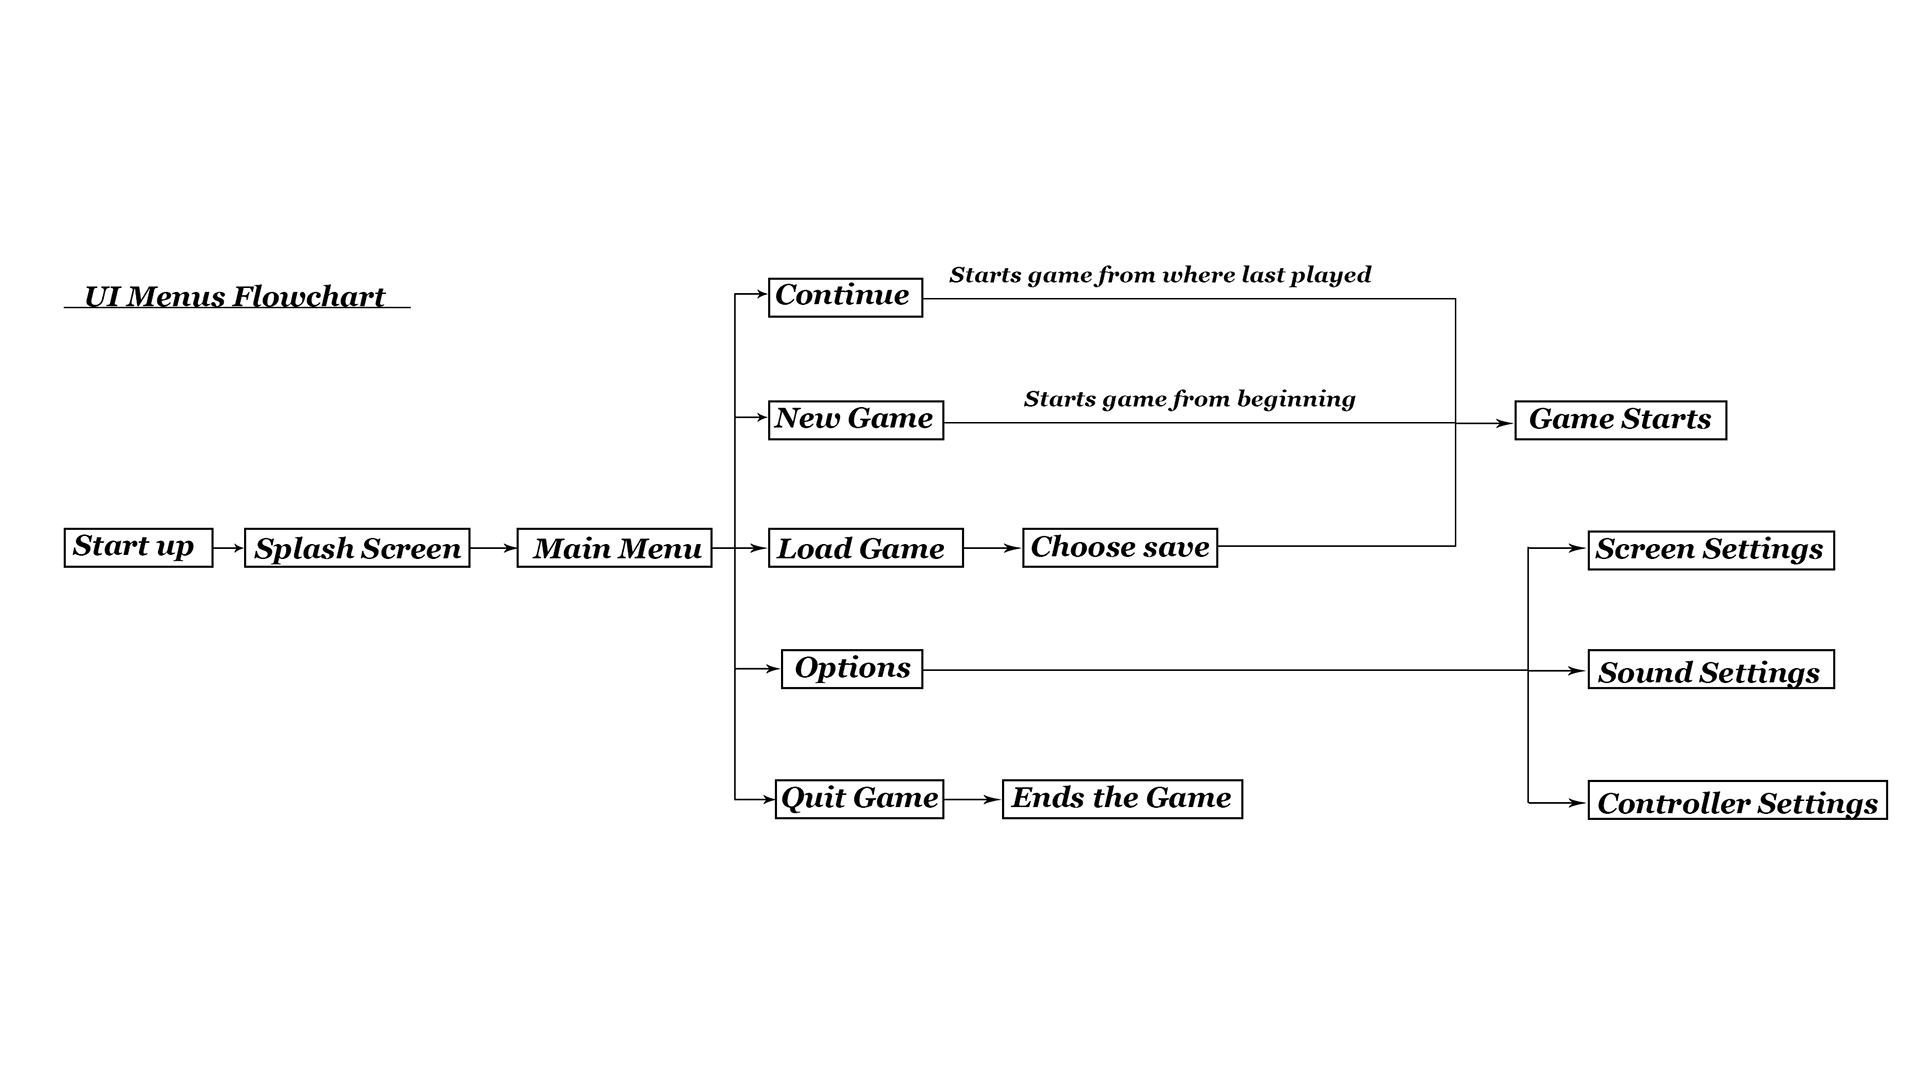 UI Menus Flowchart
Starts game from where last played
Continue
Starts game from beginning
New Game
Game Starts
Start up
Splash Screen
Main Menu
Load Game
Choose save
Screen Settings
Options
Sound Settings
Quit Game
Ends the Game
Controller Settings